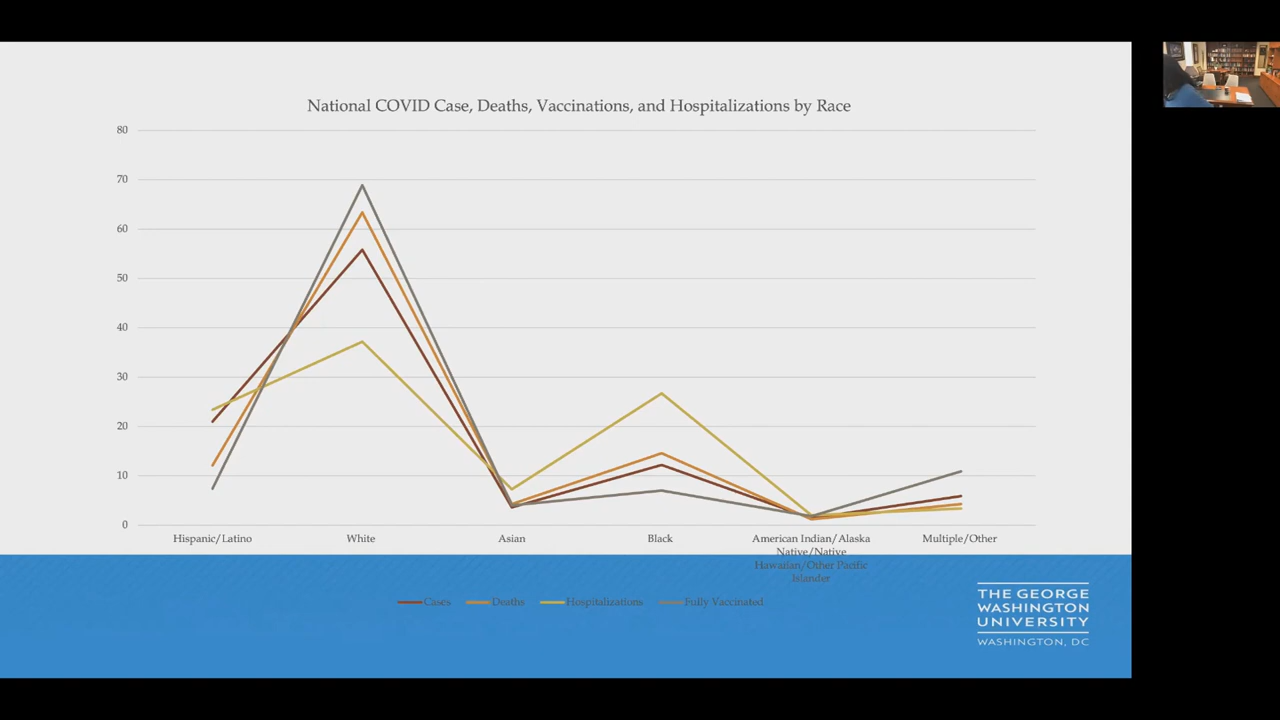 National COVID Case, Deaths, Vaccinations, and Hospitalizations by Race
80
70
60
50
40
30
20
10
0
Hispanic/Latino
White
Asian
Black
American Indian/Alaska
Native/Native
Hawaiian/Other Pacific
Islander
Multiple/Other
Cases
Deaths
Hospitalizations
Fully Vaccinated
THE GEORGE
WASHINGTON
UNIVERSITY
WASHINGTON, DC